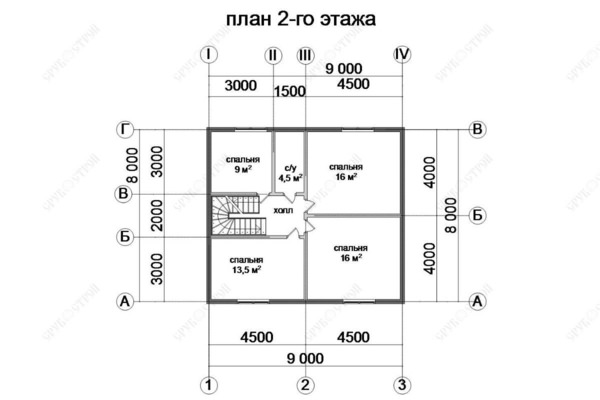 план 2-го этажа
I II III IV
9 000
3000 1500 4500
Г В
8 000 3000 2000 3000
В Б
4000 4000 8 000
Б
А А
спальня
9 м²
с/у
4,5 м²
спальня
16 м²
холл
спальня
13,5 м²
спальня
16 м²
4500 4500
9 000
1 2 3